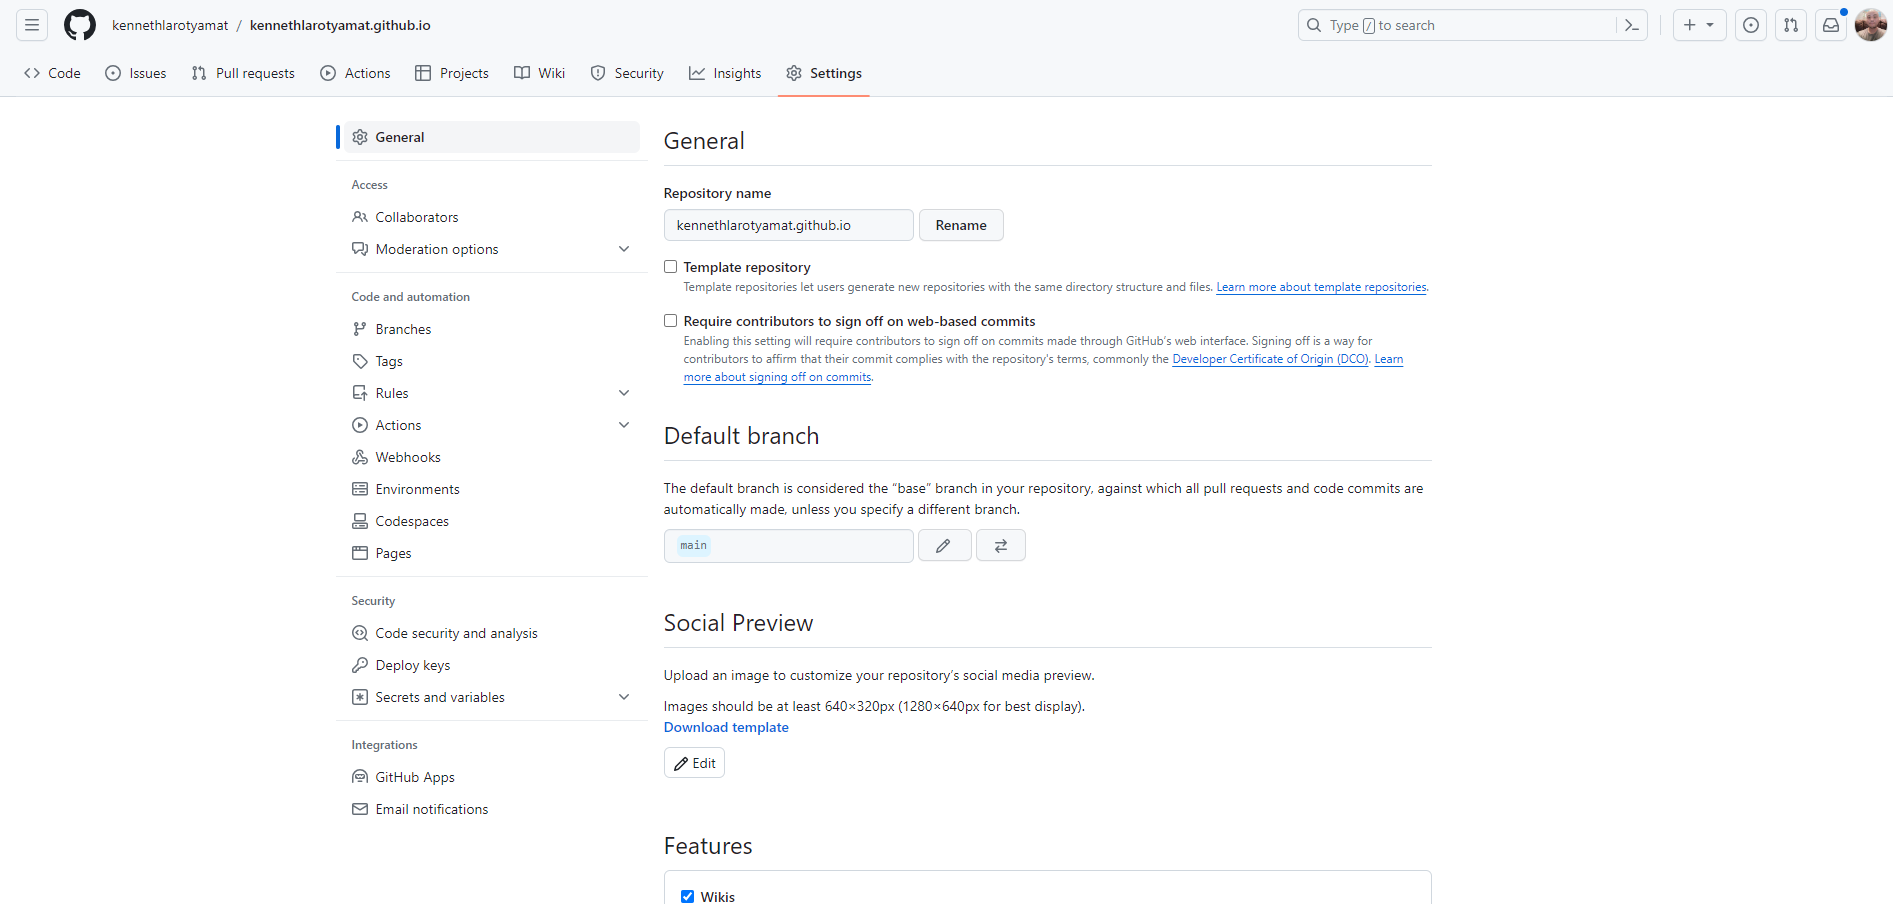 kennethlarotyamat / kennethlarotyamat.github.io
Type / to search
Code
Issues
Pull requests
Actions
Projects
Wiki
Security
Insights
Settings
General
Access
Collaborators
Moderation options
Code and automation
Branches
Tags
Rules
Actions
Webhooks
Environments
Codespaces
Pages
Security
Code security and analysis
Deploy keys
Secrets and variables
Integrations
GitHub Apps
Email notifications
General
Repository name
kennethlarotyamat.github.io
Rename
Template repository
Template repositories let users generate new repositories with the same directory structure and files. Learn more about template repositories.
Require contributors to sign off on web-based commits
Enabling this setting will require contributors to sign off on commits made through GitHub's web interface. Signing off is a way for
contributors to affirm that their commit complies with the repository's terms, commonly the Developer Certificate of Origin (DCO). Learn
more about signing off on commits.
Default branch
The default branch is considered the “base” branch in your repository, against which all pull requests and code commits are
automatically made, unless you specify a different branch.
main
Social Preview
Upload an image to customize your repository's social media preview.
Images should be at least 640×320px (1280×640px for best display).
Download template
Edit
Features
Wikis